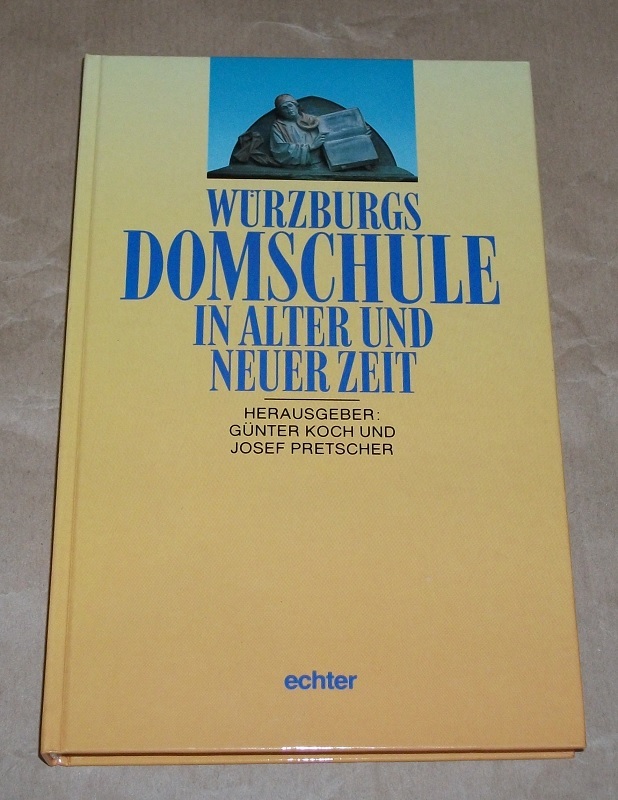 WÜRZBURGS
DOMSCHULE
IN ALTER UND
NEUER ZEIT
HERAUSGEBER:
GÜNTER KOCH UND
JOSEF PRETSCHER
echter